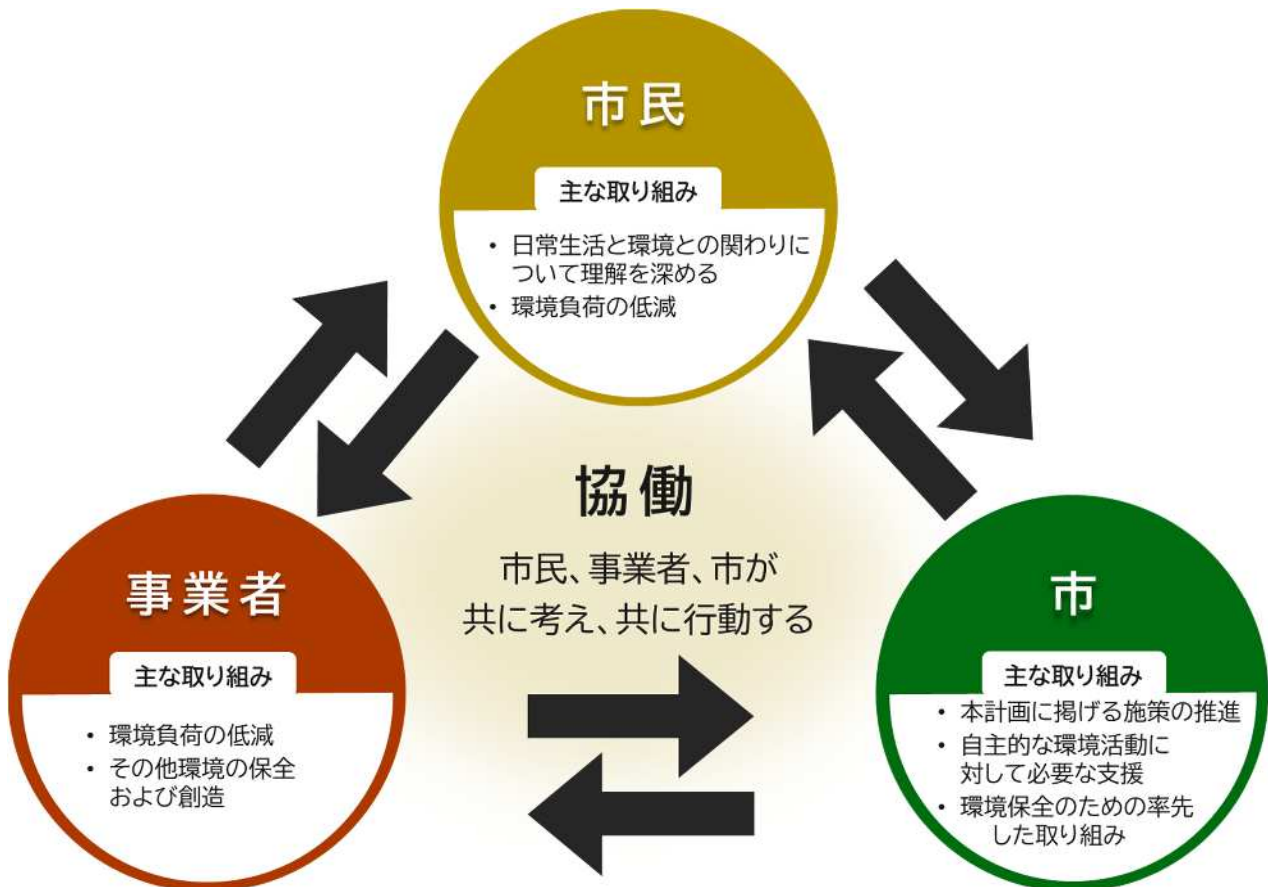 市民
主な取り組み
・ 日常生活と環境との関わりに
ついて理解を深める
・ 環境負荷の低減
協働
市民、事業者、市が
共に考え、共に行動する
事業者
主な取り組み
・ 環境負荷の低減
・ その他環境の保全
および創造
市
主な取り組み
・ 本計画に掲げる施策の推進
・ 自主的な環境活動に
対して必要な支援
・ 環境保全のための率先
した取り組み